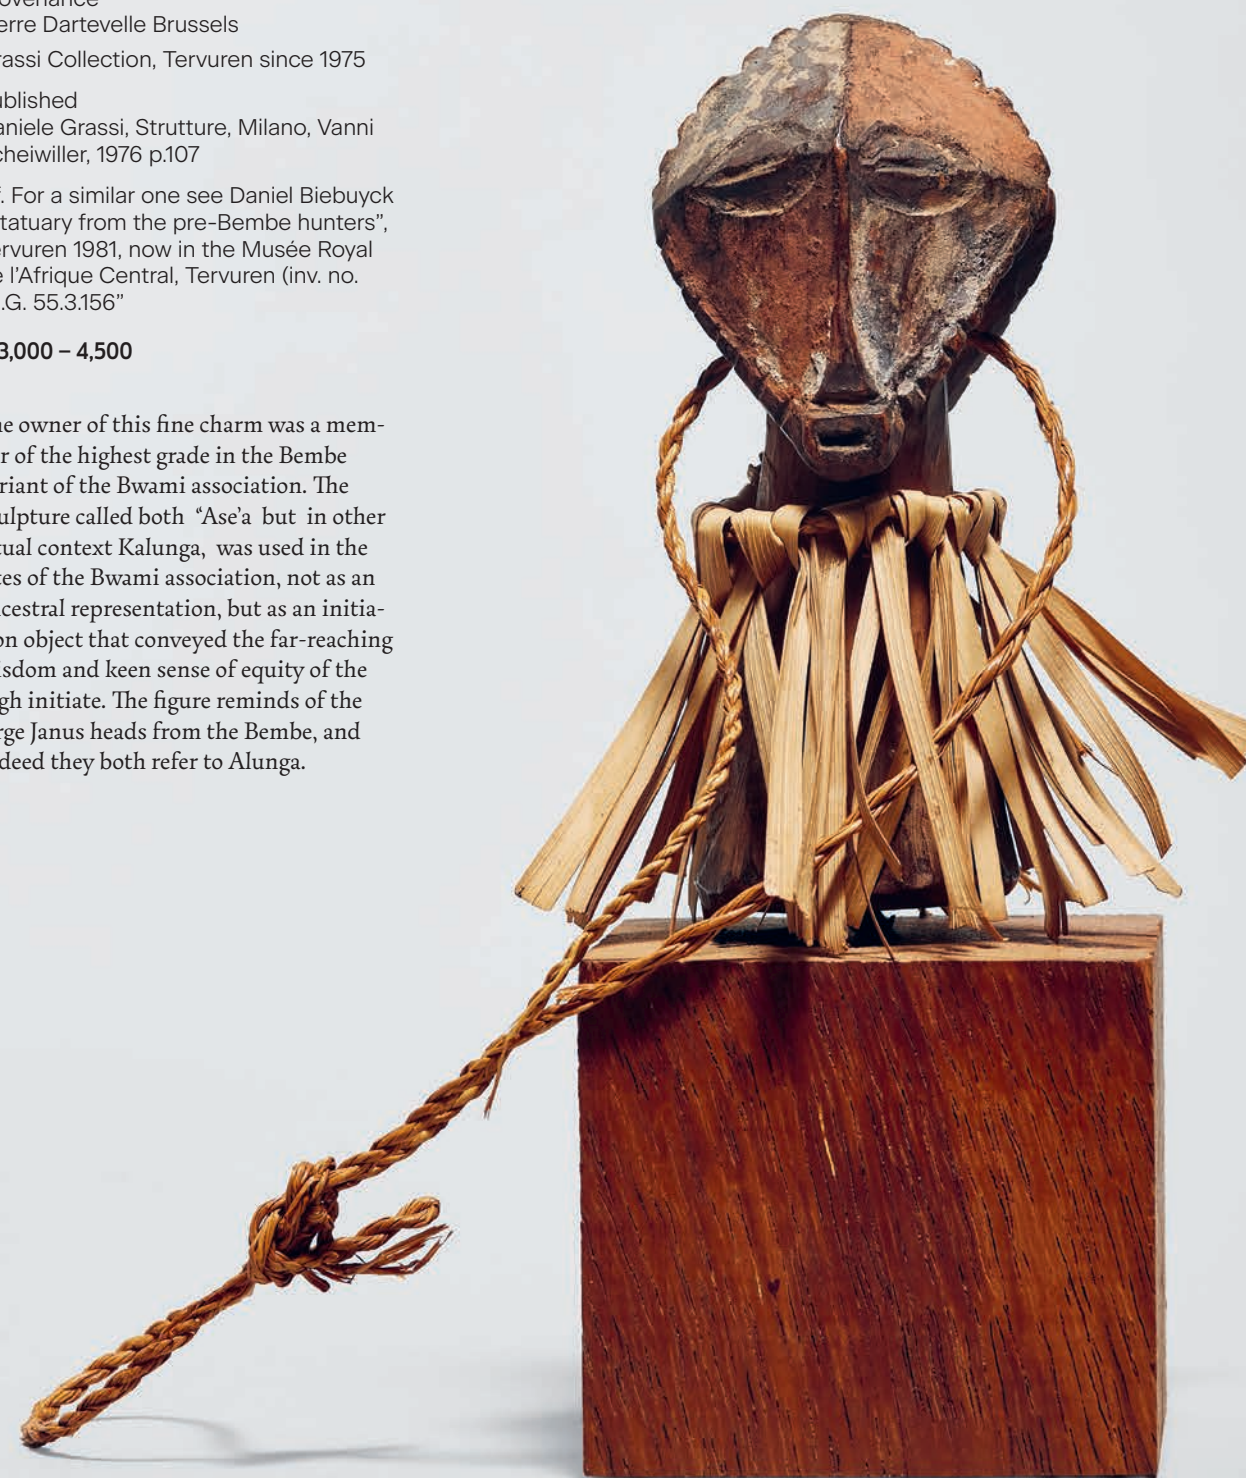 ovenance
erre Dartevelle Brussels
rassi Collection, Tervuren since 1975
ublished
aniele Grassi, Strutture, Milano, Vanni
cheiwiller, 1976 p.107
f. For a similar one see Daniel Biebuyck
tatuary from the pre-Bembe hunters”,
ervuren 1981, now in the Musée Royal
e l’Afrique Central, Tervuren (inv. no.
.G. 55.3.156”
3,000 – 4,500
he owner of this fine charm was a mem-
r of the highest grade in the Bembe
riant of the Bwami association. The
ulpture called both “Ase’a but in other
tual context Kalunga, was used in the
tes of the Bwami association, not as an
cestral representation, but as an initia-
on object that conveyed the far-reaching
isdom and keen sense of equity of the
gh initiate. The figure reminds of the
rge Janus heads from the Bembe, and
deed they both refer to Alunga.